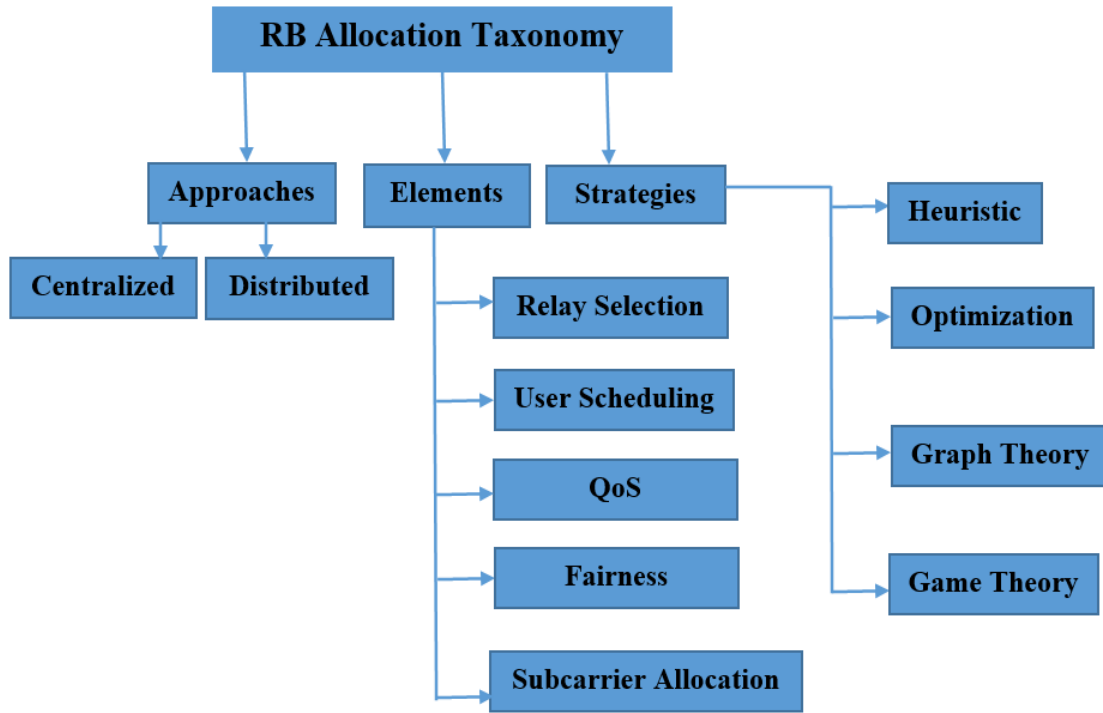 RB Allocation Taxonomy
Approaches
Elements
Strategies
Centralized
Distributed
Relay Selection
User Scheduling
QoS
Fairness
Subcarrier Allocation
Heuristic
Optimization
Graph Theory
Game Theory